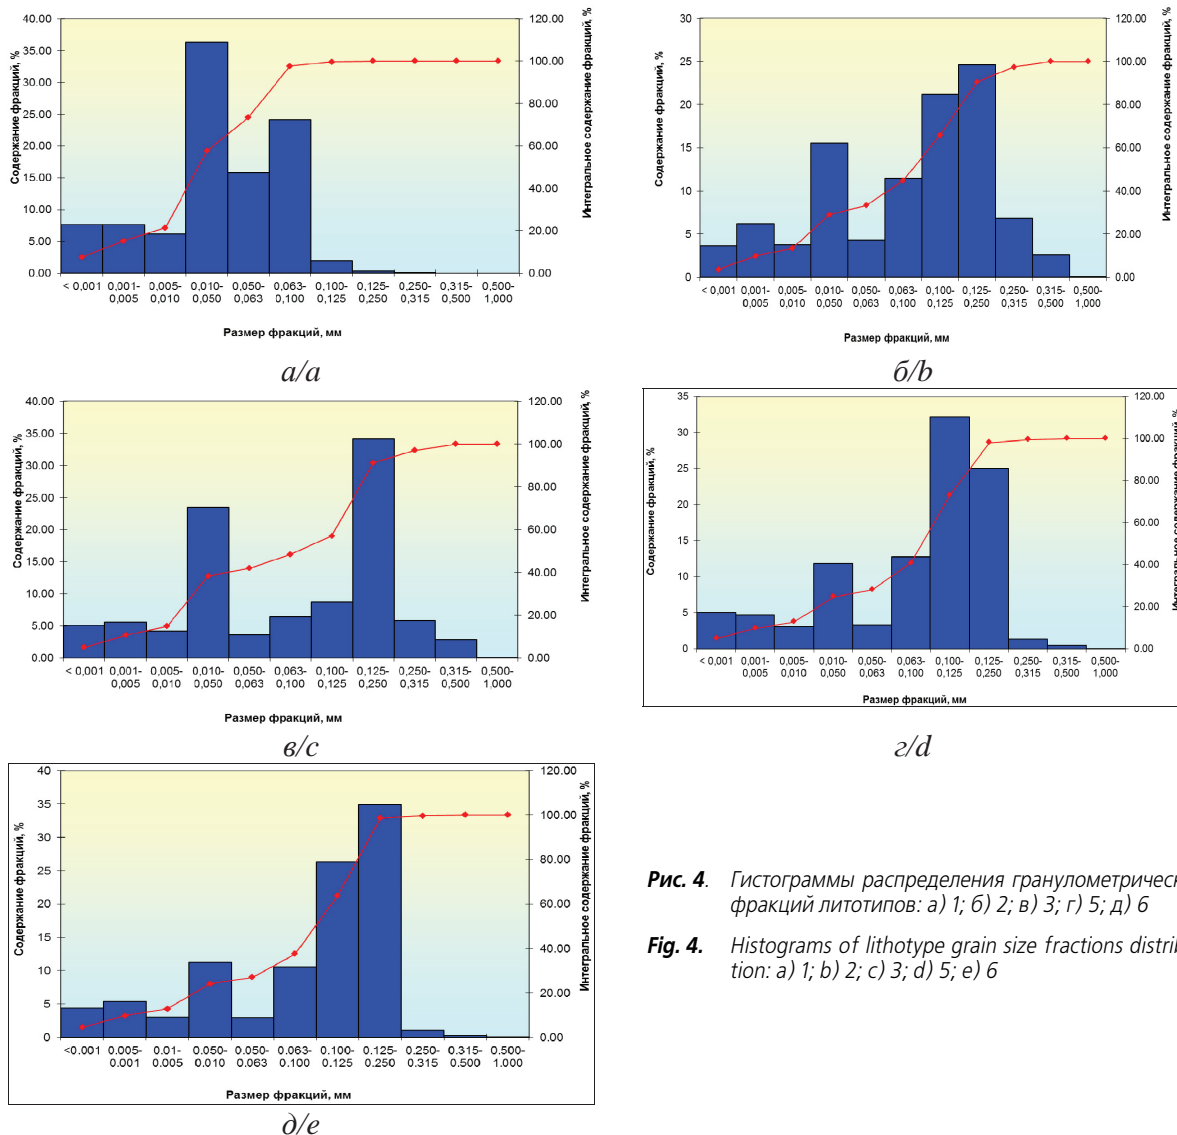 40.00
35.00
30.00
25.00
20.00
15.00
10.00
5.00
0.00
Содержание фракций, %
120.00
100.00
80.00
60.00
40.00
20.00
0.00
Интегральное содержание фракций, %
< 0,001 0,001- 0,005- 0,010- 0,050- 0,063- 0,100- 0,125- 0,250- 0,315- 0,500-
0,005 0,010 0,050 0,063 0,100 0,125 0,250 0,315 0,500 1,000
Размер фракций, мм
а/a
30
25
20
15
10
5
0
Содержание фракций, %
120.00
100.00
80.00
60.00
40.00
20.00
0.00
Интегральное содержание фракций, %
< 0,001 0,001- 0,005- 0,010- 0,050- 0,063- 0,100- 0,125- 0,250- 0,315- 0,500-
0,005 0,010 0,050 0,063 0,100 0,125 0,250 0,315 0,500 1,000
Размер фракций, мм
б/b
40.00
35.00
30.00
25.00
20.00
15.00
10.00
5.00
0.00
Содержание фракций, %
120.00
100.00
80.00
60.00
40.00
20.00
0.00
Интегральное содержание фракций, %
< 0,001 0,001- 0,005- 0,010- 0,050- 0,063- 0,100- 0,125- 0,250- 0,315- 0,500-
0,005 0,010 0,050 0,063 0,100 0,125 0,250 0,315 0,500 1,000
Размер фракций, мм
в/c
35
30
25
20
15
10
5
0
Содержание фракций, %
120.00
100.00
80.00
60.00
40.00
20.00
0.00
Интегральное содержание фракций, %
< 0,001 0,001- 0,005- 0,010- 0,050- 0,063- 0,100- 0,125- 0,250- 0,315- 0,500-
0,005 0,010 0,050 0,063 0,100 0,125 0,250 0,315 0,500 1,000
Размер фракций, мм
г/d
40
35
30
25
20
15
10
5
0
Содержание фракций, %
120.00
100.00
80.00
60.00
40.00
20.00
0.00
Интегральное содержание фракций, %
<0.001 0.005- 0.01- 0.050- 0.050- 0.063- 0.100- 0.125- 0.250- 0.315- 0.500-
0.001 0.005 0.010 0.063 0.100 0.125 0.250 0.315 0.500 1.000
Размер фракций, мм
д/e
Рис. 4. Гистограммы распределения гранулометрическ
фракций литотипов: а) 1; б) 2; в) 3; г) 5; д) 6
Fig. 4. Histograms of lithotype grain size fractions distrib
tion: a) 1; b) 2; c) 3; d) 5; e) 6